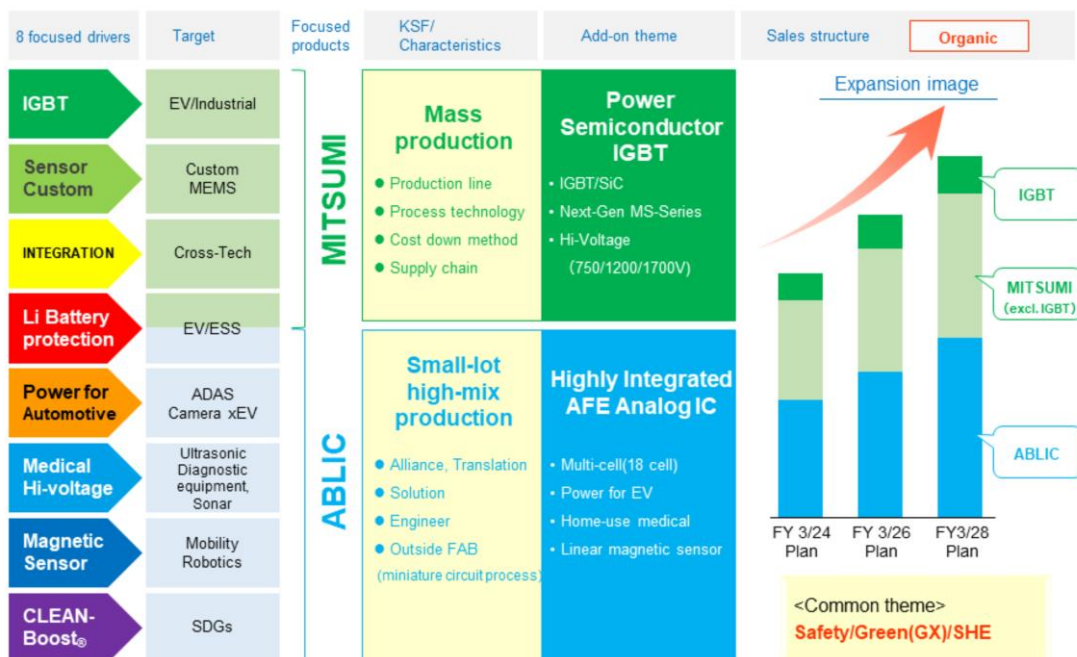 8 focused drivers
Target
Focused
products
KSF/
Characteristics
Add-on theme
Sales structure
Organic
IGBT
EV/Industrial
Sensor
Custom
Custom
MEMS
INTEGRATION
Cross-Tech
Li Battery
protection
EV/ESS
Power for
Automotive
ADAS
Camera xEV
Medical
Hi-voltage
Ultrasonic
Diagnostic
equipment,
Sonar
Magnetic
Sensor
Mobility
Robotics
CLEAN-
Boost®
SDGs
MITSUMI
Mass
production
● Production line
● Process technology
● Cost down method
● Supply chain
Power
Semiconductor
IGBT
• IGBT/SiC
• Next-Gen MS-Series
• Hi-Voltage
(750/1200/1700V)
ABLIC
Small-lot
high-mix
production
● Alliance, Translation
● Solution
● Engineer
● Outside FAB
(miniature circuit process)
Highly Integrated
AFE Analog IC
• Multi-cell(18 cell)
• Power for EV
• Home-use medical
• Linear magnetic sensor
Expansion image
IGBT
MITSUMI
(excl. IGBT)
ABLIC
FY 3/24
Plan
FY 3/26
Plan
FY3/28
Plan
<Common theme>
Safety/Green(GX)/SHE